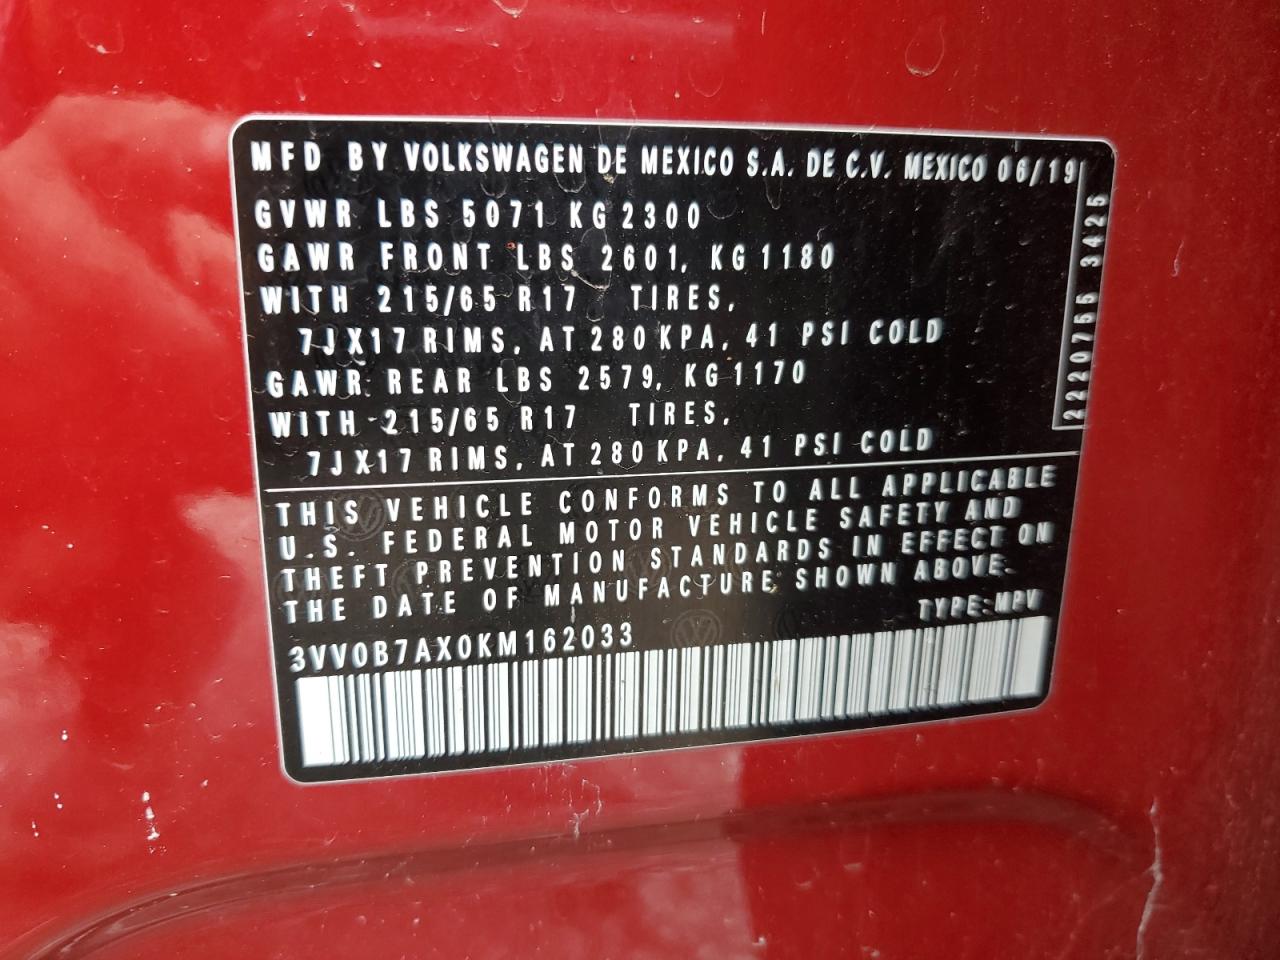 MFD BY VOLKSWAGEN DE MEXICO S.A. DE C.V. MEXICO 06/19
GVWR LBS 5071 KG 2300
GAWR FRONT LBS 2601, KG 1180
WITH 215/65 R17 TIRES,
7JX17 RIMS, AT 280 KPA, 41 PSI COLD
GAWR REAR LBS 2579, KG 1170
WITH 215/65 R17 TIRES,
7JX17 RIMS, AT 280 KPA, 41 PSI COLD
2220755 3425
THIS VEHICLE CONFORMS TO ALL APPLICABLE
U.S. FEDERAL MOTOR VEHICLE SAFETY AND
THEFT PREVENTION STANDARDS IN EFFECT ON
THE DATE OF MANUFACTURE SHOWN ABOVE.
TYPE: MPV
3VV0B7AX0KM162033